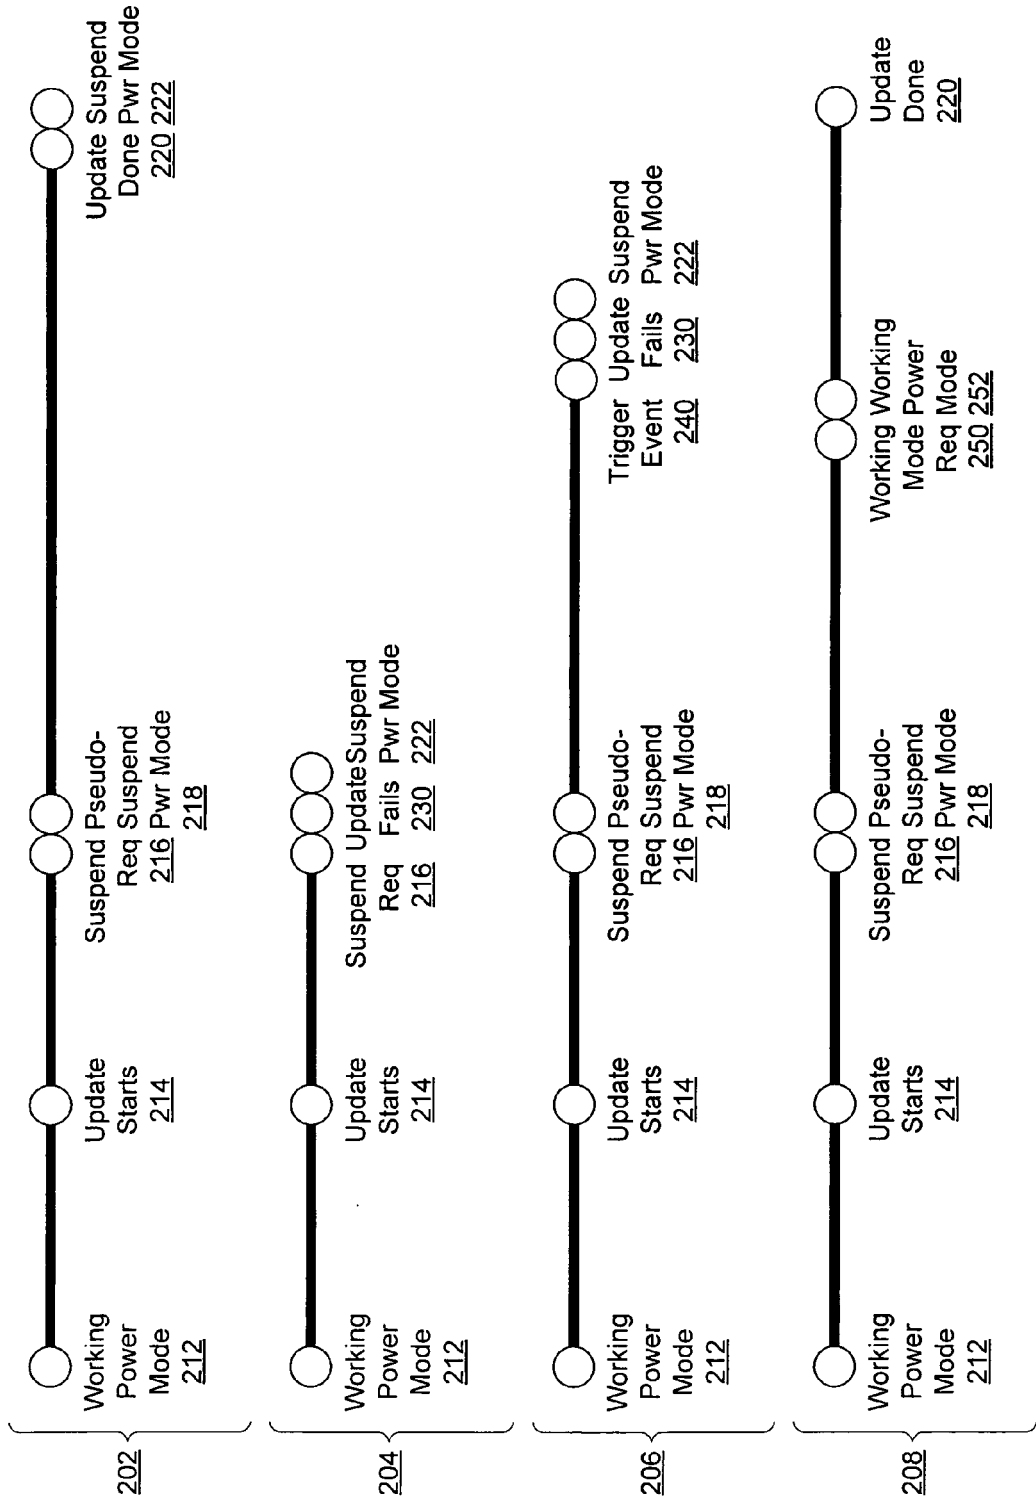 202
Working
Power
Mode
212
Update
Starts
214
Suspend Pseudo-
Req Suspend
216 Pwr Mode
218
Update Suspend
Done Pwr Mode
220 222
204
Working
Power
Mode
212
Update
Starts
214
Suspend Update Suspend
Req Fails Pwr Mode
216 230 222
206
Working
Power
Mode
212
Update
Starts
214
Suspend Pseudo-
Req Suspend
216 Pwr Mode
218
Trigger Update Suspend
Event Fails Pwr Mode
240 230 222
208
Working
Power
Mode
212
Update
Starts
214
Suspend Pseudo-
Req Suspend
216 Pwr Mode
218
Working Working
Mode Power
Req Mode
250 252
Update
Done
220